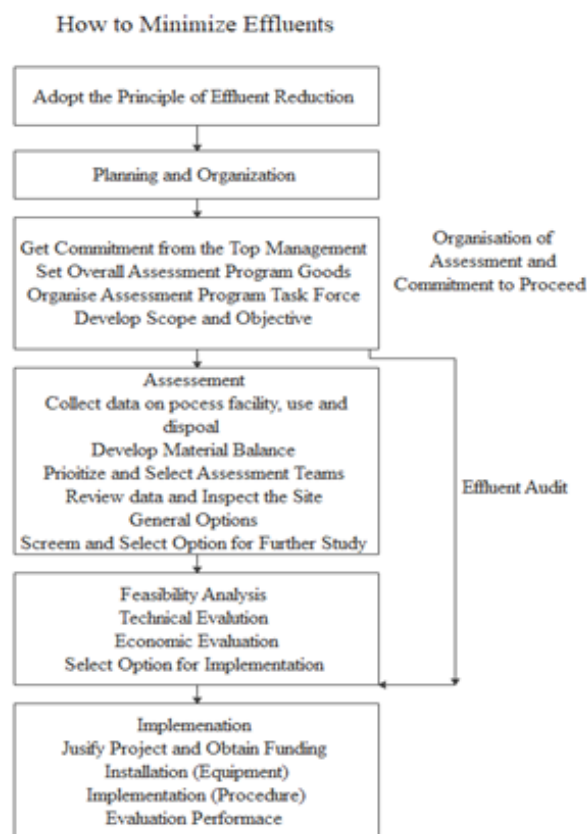 How to Minimize Effluents
Adopt the Principle of Effluent Reduction
Planning and Organization
Get Commitment from the Top Management
Set Overall Assessment Program Goods
Organise Assessment Program Task Force
Develop Scope and Objective
Organisation of
Assessment and
Commitment to Proceed
Assessement
Collect data on pocess facility, use and
dispoal
Develop Material Balance
Prioitize and Select Assessment Teams
Review data and Inspect the Site
General Options
Screem and Select Option for Further Study
Effluent Audit
Feasibility Analysis
Technical Evalution
Economic Evaluation
Select Option for Implementation
Implemenation
Jusify Project and Obtain Funding
Installation (Equipment)
Implementation (Procedure)
Evaluation Performace